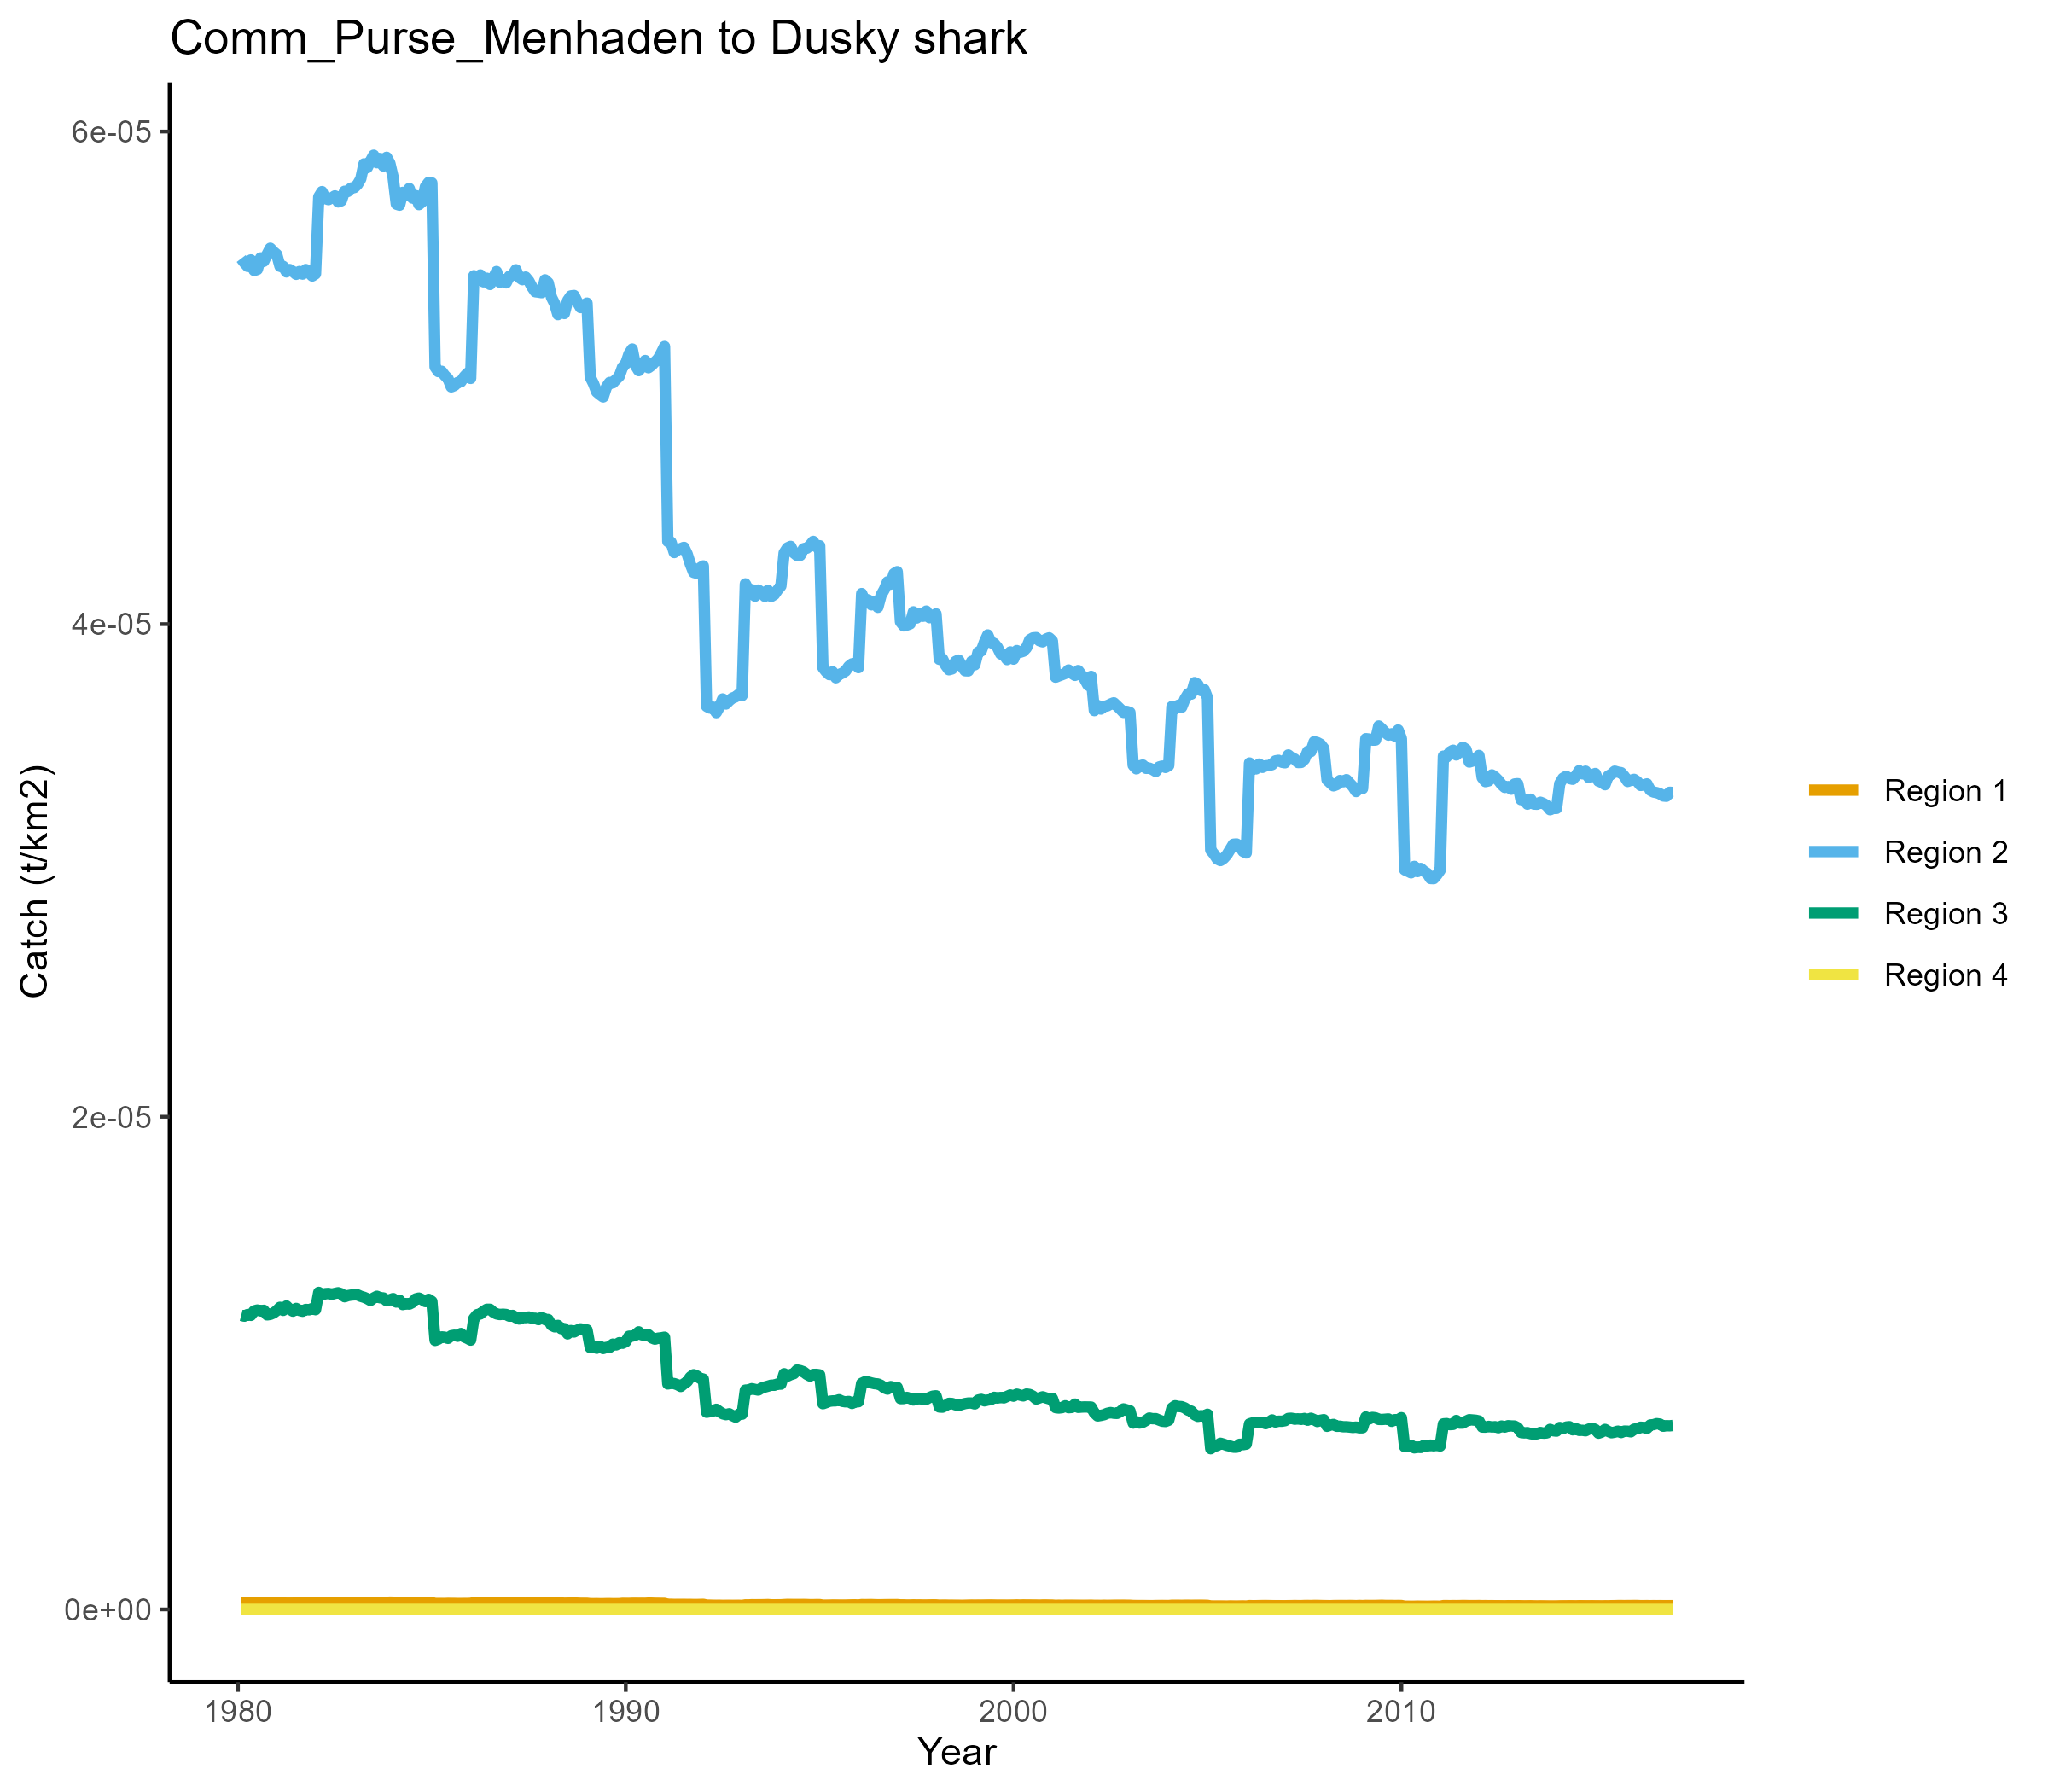 Comm_Purse_Menhaden to Dusky shark
6e-05
4e-05
2e-05
0e+00
Catch (t/km2)
1980
1990
2000
2010
Year
Region 1
Region 2
Region 3
Region 4